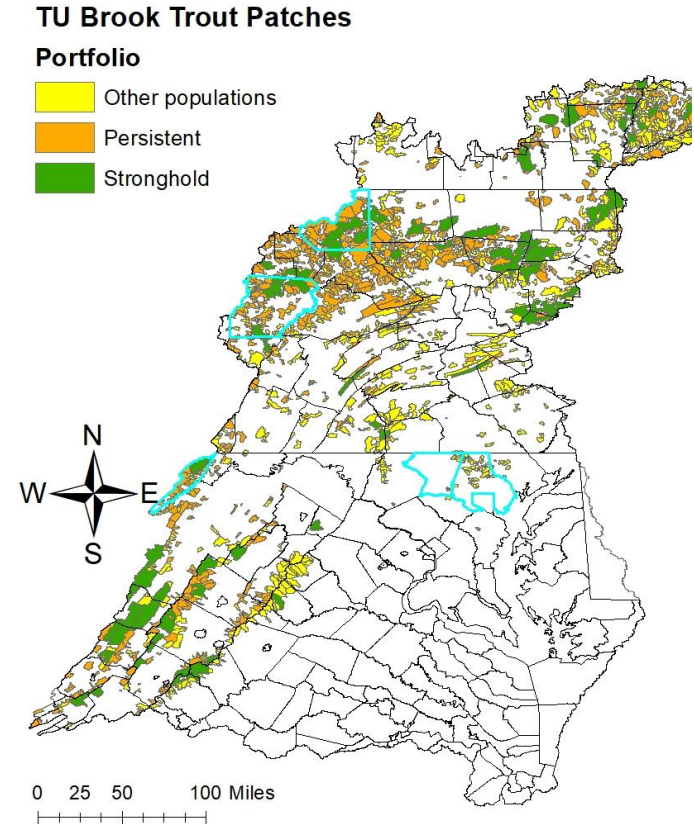 TU Brook Trout Patches
Portfolio
Other populations
Persistent
Stronghold
N
W E
S
0 25 50 100 Miles